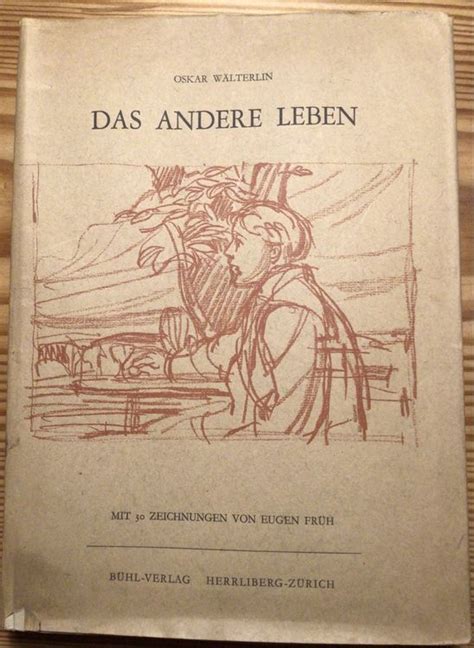 OSKAR WÄLTERLIN
DAS ANDERE LEBEN
MIT 30 ZEICHNUNGEN VON EUGEN FRÜH
BÜHL-VERLAG HERRLIBERG-ZÜRICH